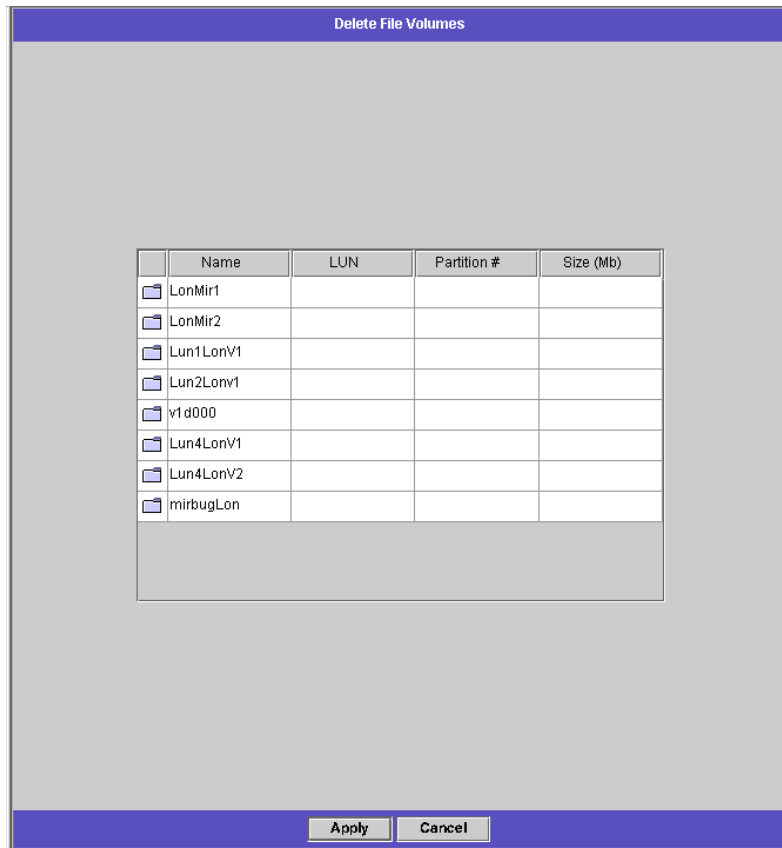 Delete File Volumes
Name LUN Partition # Size (Mb)
LonMir1
LonMir2
Lun1LonV1
Lun2Lonv1
v1d000
Lun4LonV1
Lun4LonV2
mirbugLon
Apply Cancel